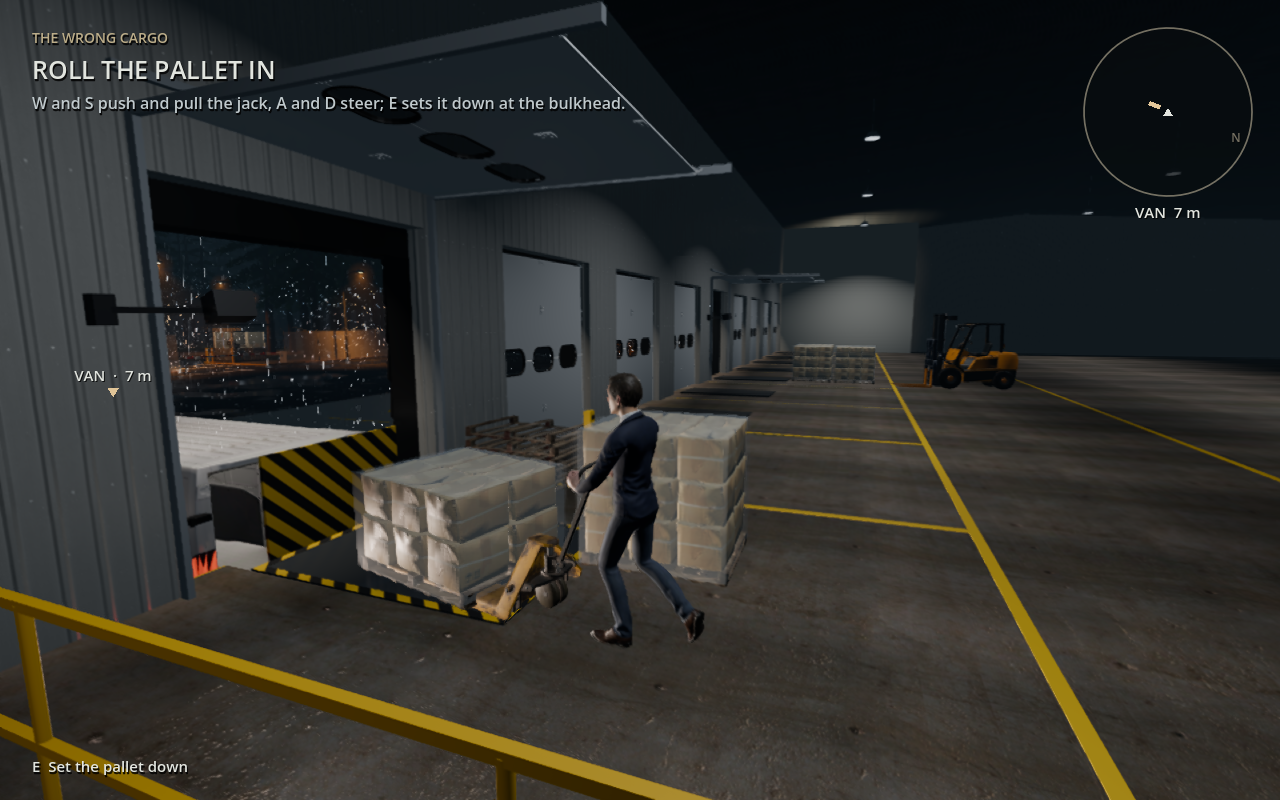 THE WRONG CARGO
ROLL THE PALLET IN
W and S push and pull the jack, A and D steer; E sets it down at the bulkhead.
N
VAN 7 m
VAN · 7 m
E Set the pallet down